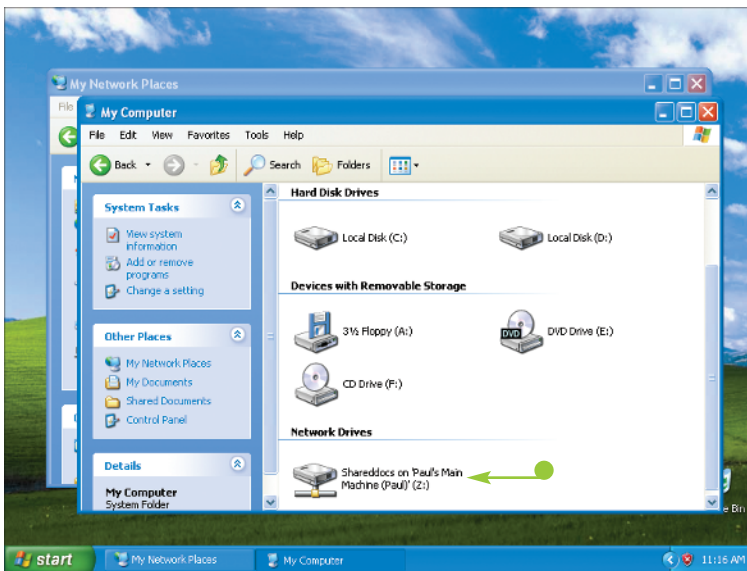 My Network Places
File
My Computer
File Edit View Favorites Tools Help
Back Search Folders
System Tasks
View system
information
Add or remove
programs
Change a setting
Other Places
My Network Places
My Documents
Shared Documents
Control Panel
Details
My Computer
System Folder
Hard Disk Drives
Local Disk (C:) Local Disk (D:)
Devices with Removable Storage
3½ Floppy (A:) DVD Drive (E:)
DVD
CD Drive (F:)
Network Drives
Shareddocs on 'Paul's Main
Machine (Paul)' (Z:)
e Bin
start My Network Places My Computer 11:16 AM